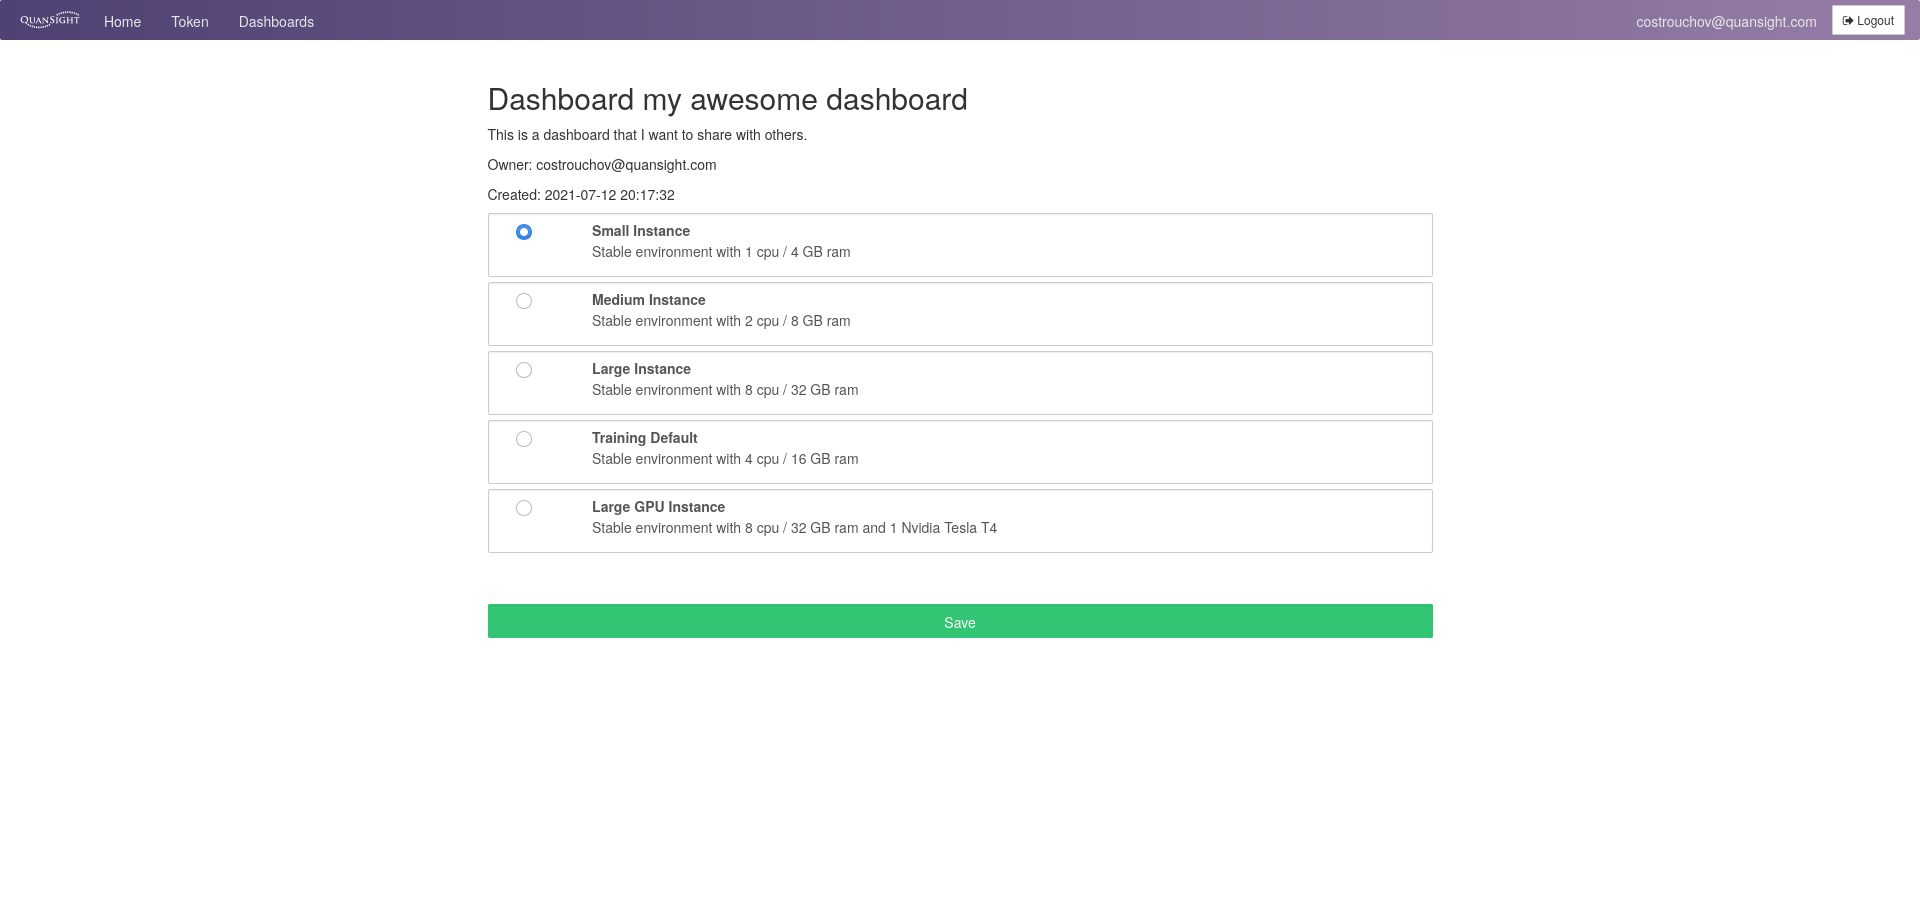 QUANSIGHT Home Token Dashboards costrouchov@quansight.com Logout
Dashboard my awesome dashboard
This is a dashboard that I want to share with others.
Owner: costrouchov@quansight.com
Created: 2021-07-12 20:17:32
Small Instance
Stable environment with 1 cpu / 4 GB ram
Medium Instance
Stable environment with 2 cpu / 8 GB ram
Large Instance
Stable environment with 8 cpu / 32 GB ram
Training Default
Stable environment with 4 cpu / 16 GB ram
Large GPU Instance
Stable environment with 8 cpu / 32 GB ram and 1 Nvidia Tesla T4
Save